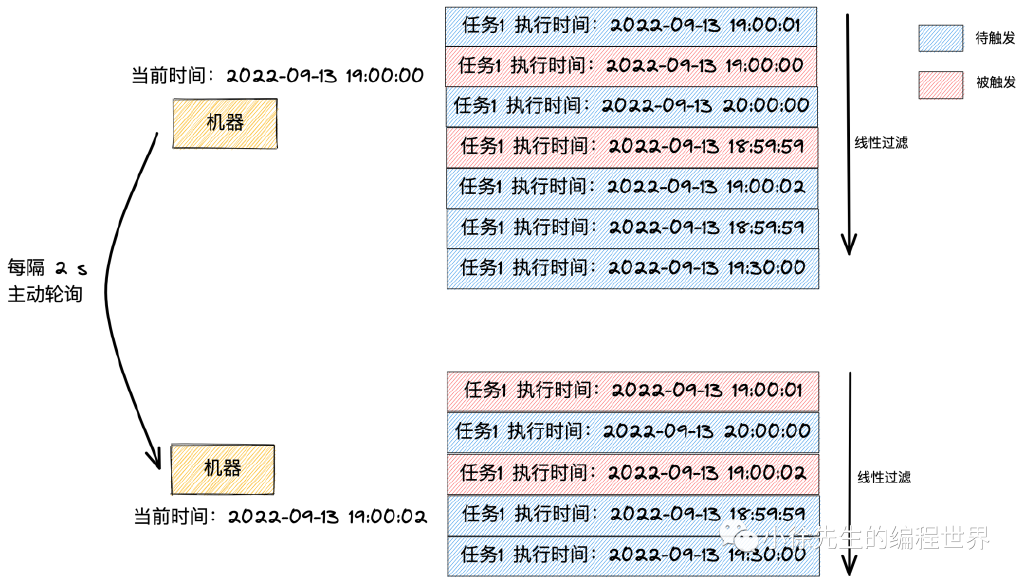 任务1 执行时间：2022-09-13 19:00:01
待触发
任务1 执行时间：2022-09-13 19:00:00
当前时间：2022-09-13 19:00:00
被触发
任务1 执行时间：2022-09-13 20:00:00
机器
任务1 执行时间：2022-09-13 18:59:59
线性过滤
任务1 执行时间：2022-09-13 19:00:02
任务1 执行时间：2022-09-13 18:59:59
任务1 执行时间：2022-09-13 19:30:00
每隔 2 s
主动轮询
任务1 执行时间：2022-09-13 19:00:01
任务1 执行时间：2022-09-13 20:00:00
机器
任务1 执行时间：2022-09-13 19:00:02
线性过滤
当前时间：2022-09-13 19:00:02
任务1 执行时间：2022-09-13 18:59:59
小徐先生的编程世界
任务1 执行时间：2022-09-13 19:30:00